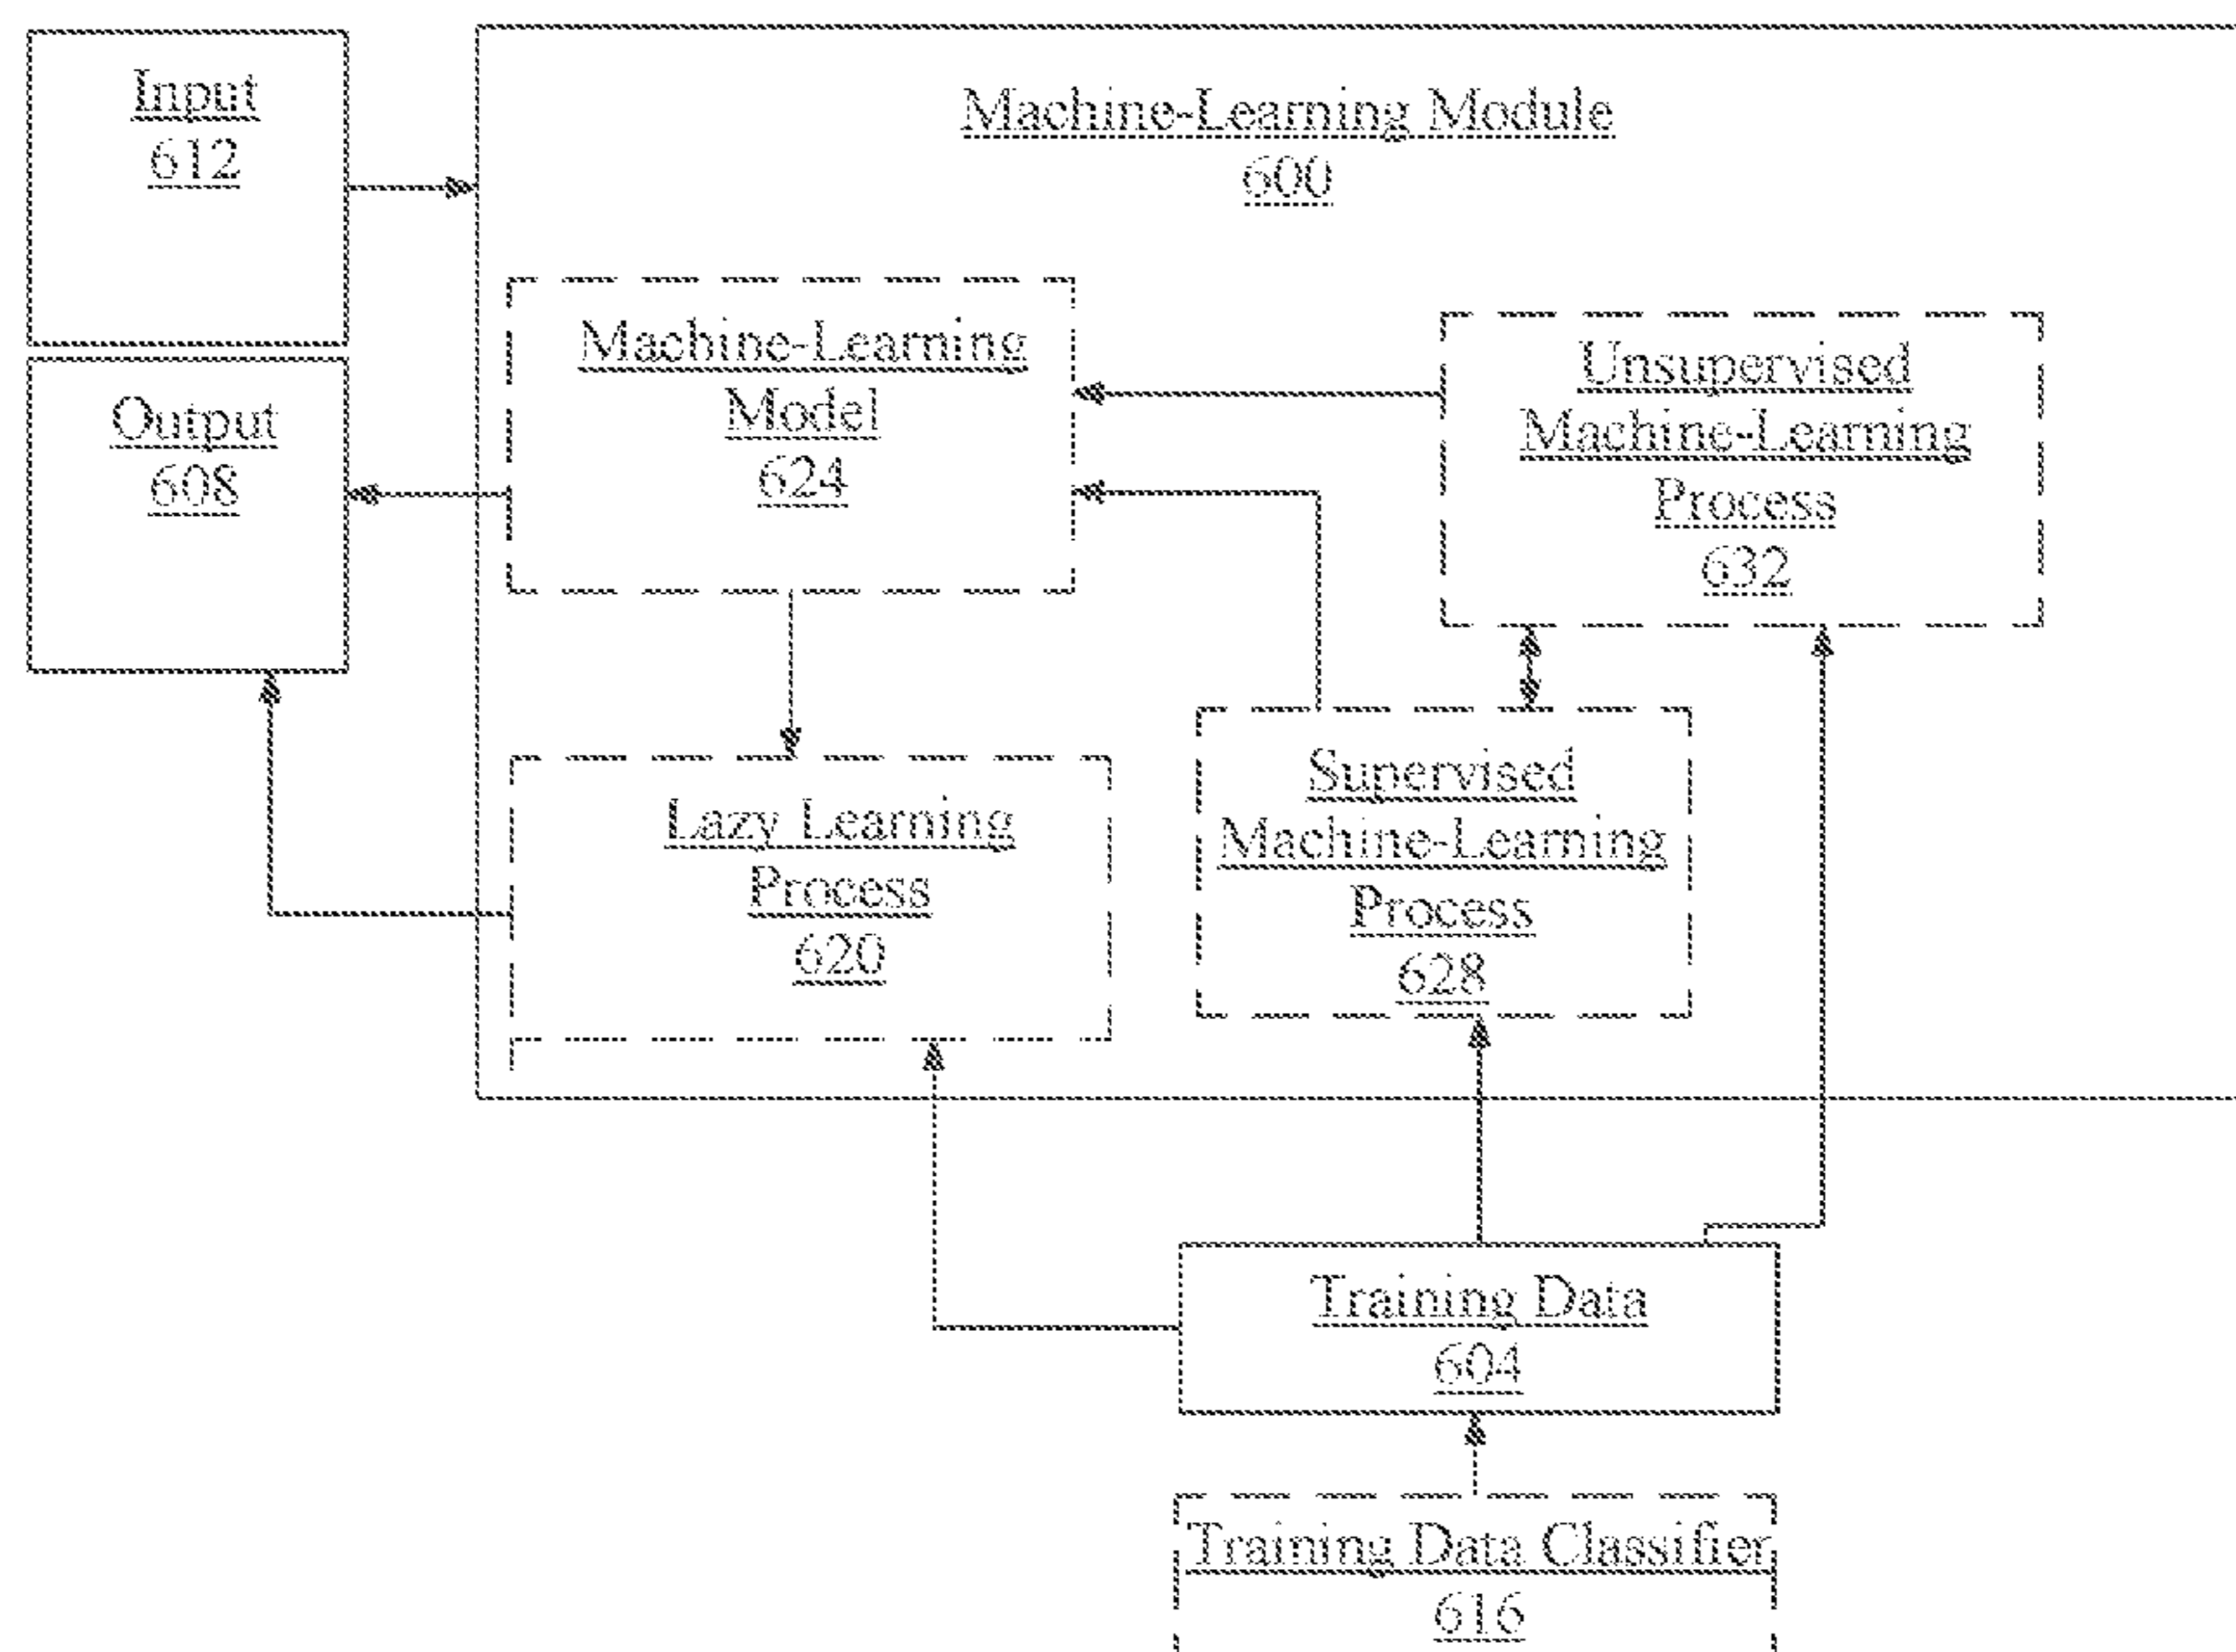 Input
612
Machine-Learning Module
600
Machine-Learning
Model
624
Unsupervised
Machine-Learning
Process
632
Output
608
Lazy Learning
Process
620
Supervised
Machine-Learning
Process
628
Training Data
604
Training Data Classifier
616